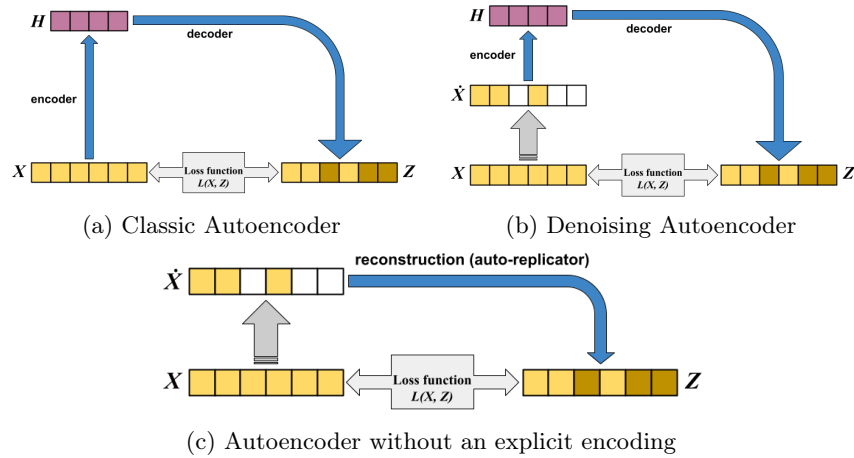 H
decoder
encoder
X
Loss function
L(X, Z)
Z
(a) Classic Autoencoder
H
decoder
encoder
Ẋ
X
Loss function
L(X, Z)
Z
(b) Denoising Autoencoder
reconstruction (auto-replicator)
Ẋ
X
Loss function
L(X, Z)
Z
(c) Autoencoder without an explicit encoding